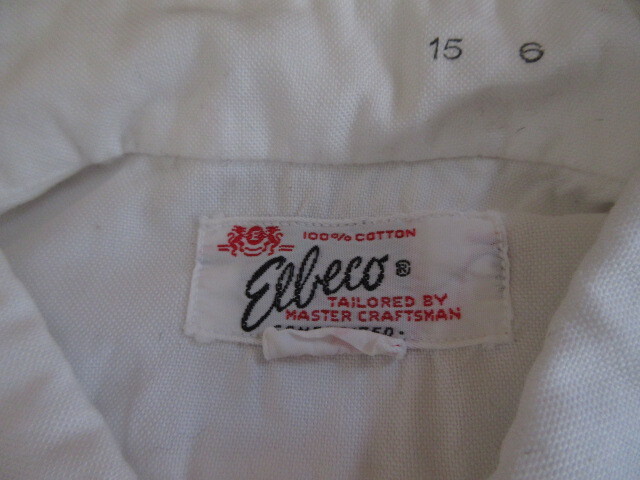 15 6
100% COTTON
Elbeco ®
TAILORED BY
MASTER CRAFTSMAN